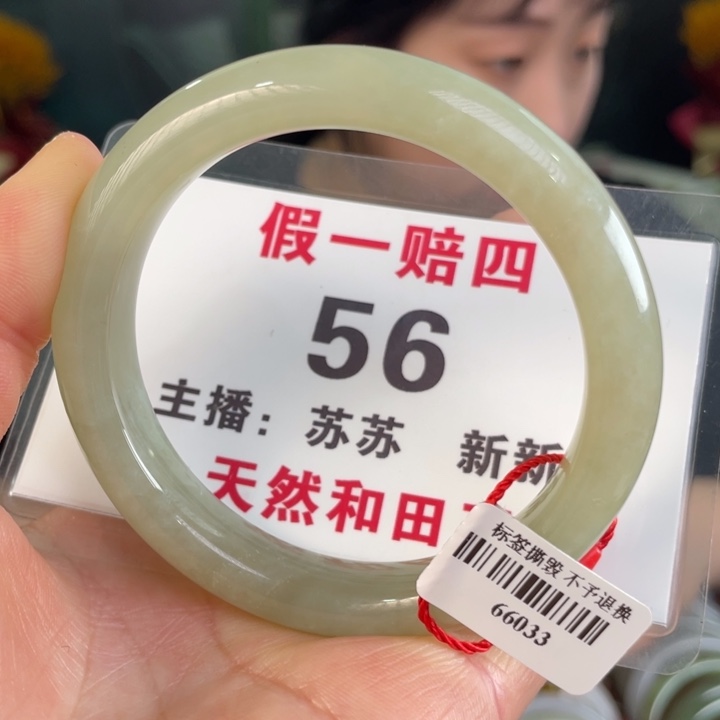 假一赔四
56
主播：苏苏 新新
天然和田
标签撕毁 不予退换
66033